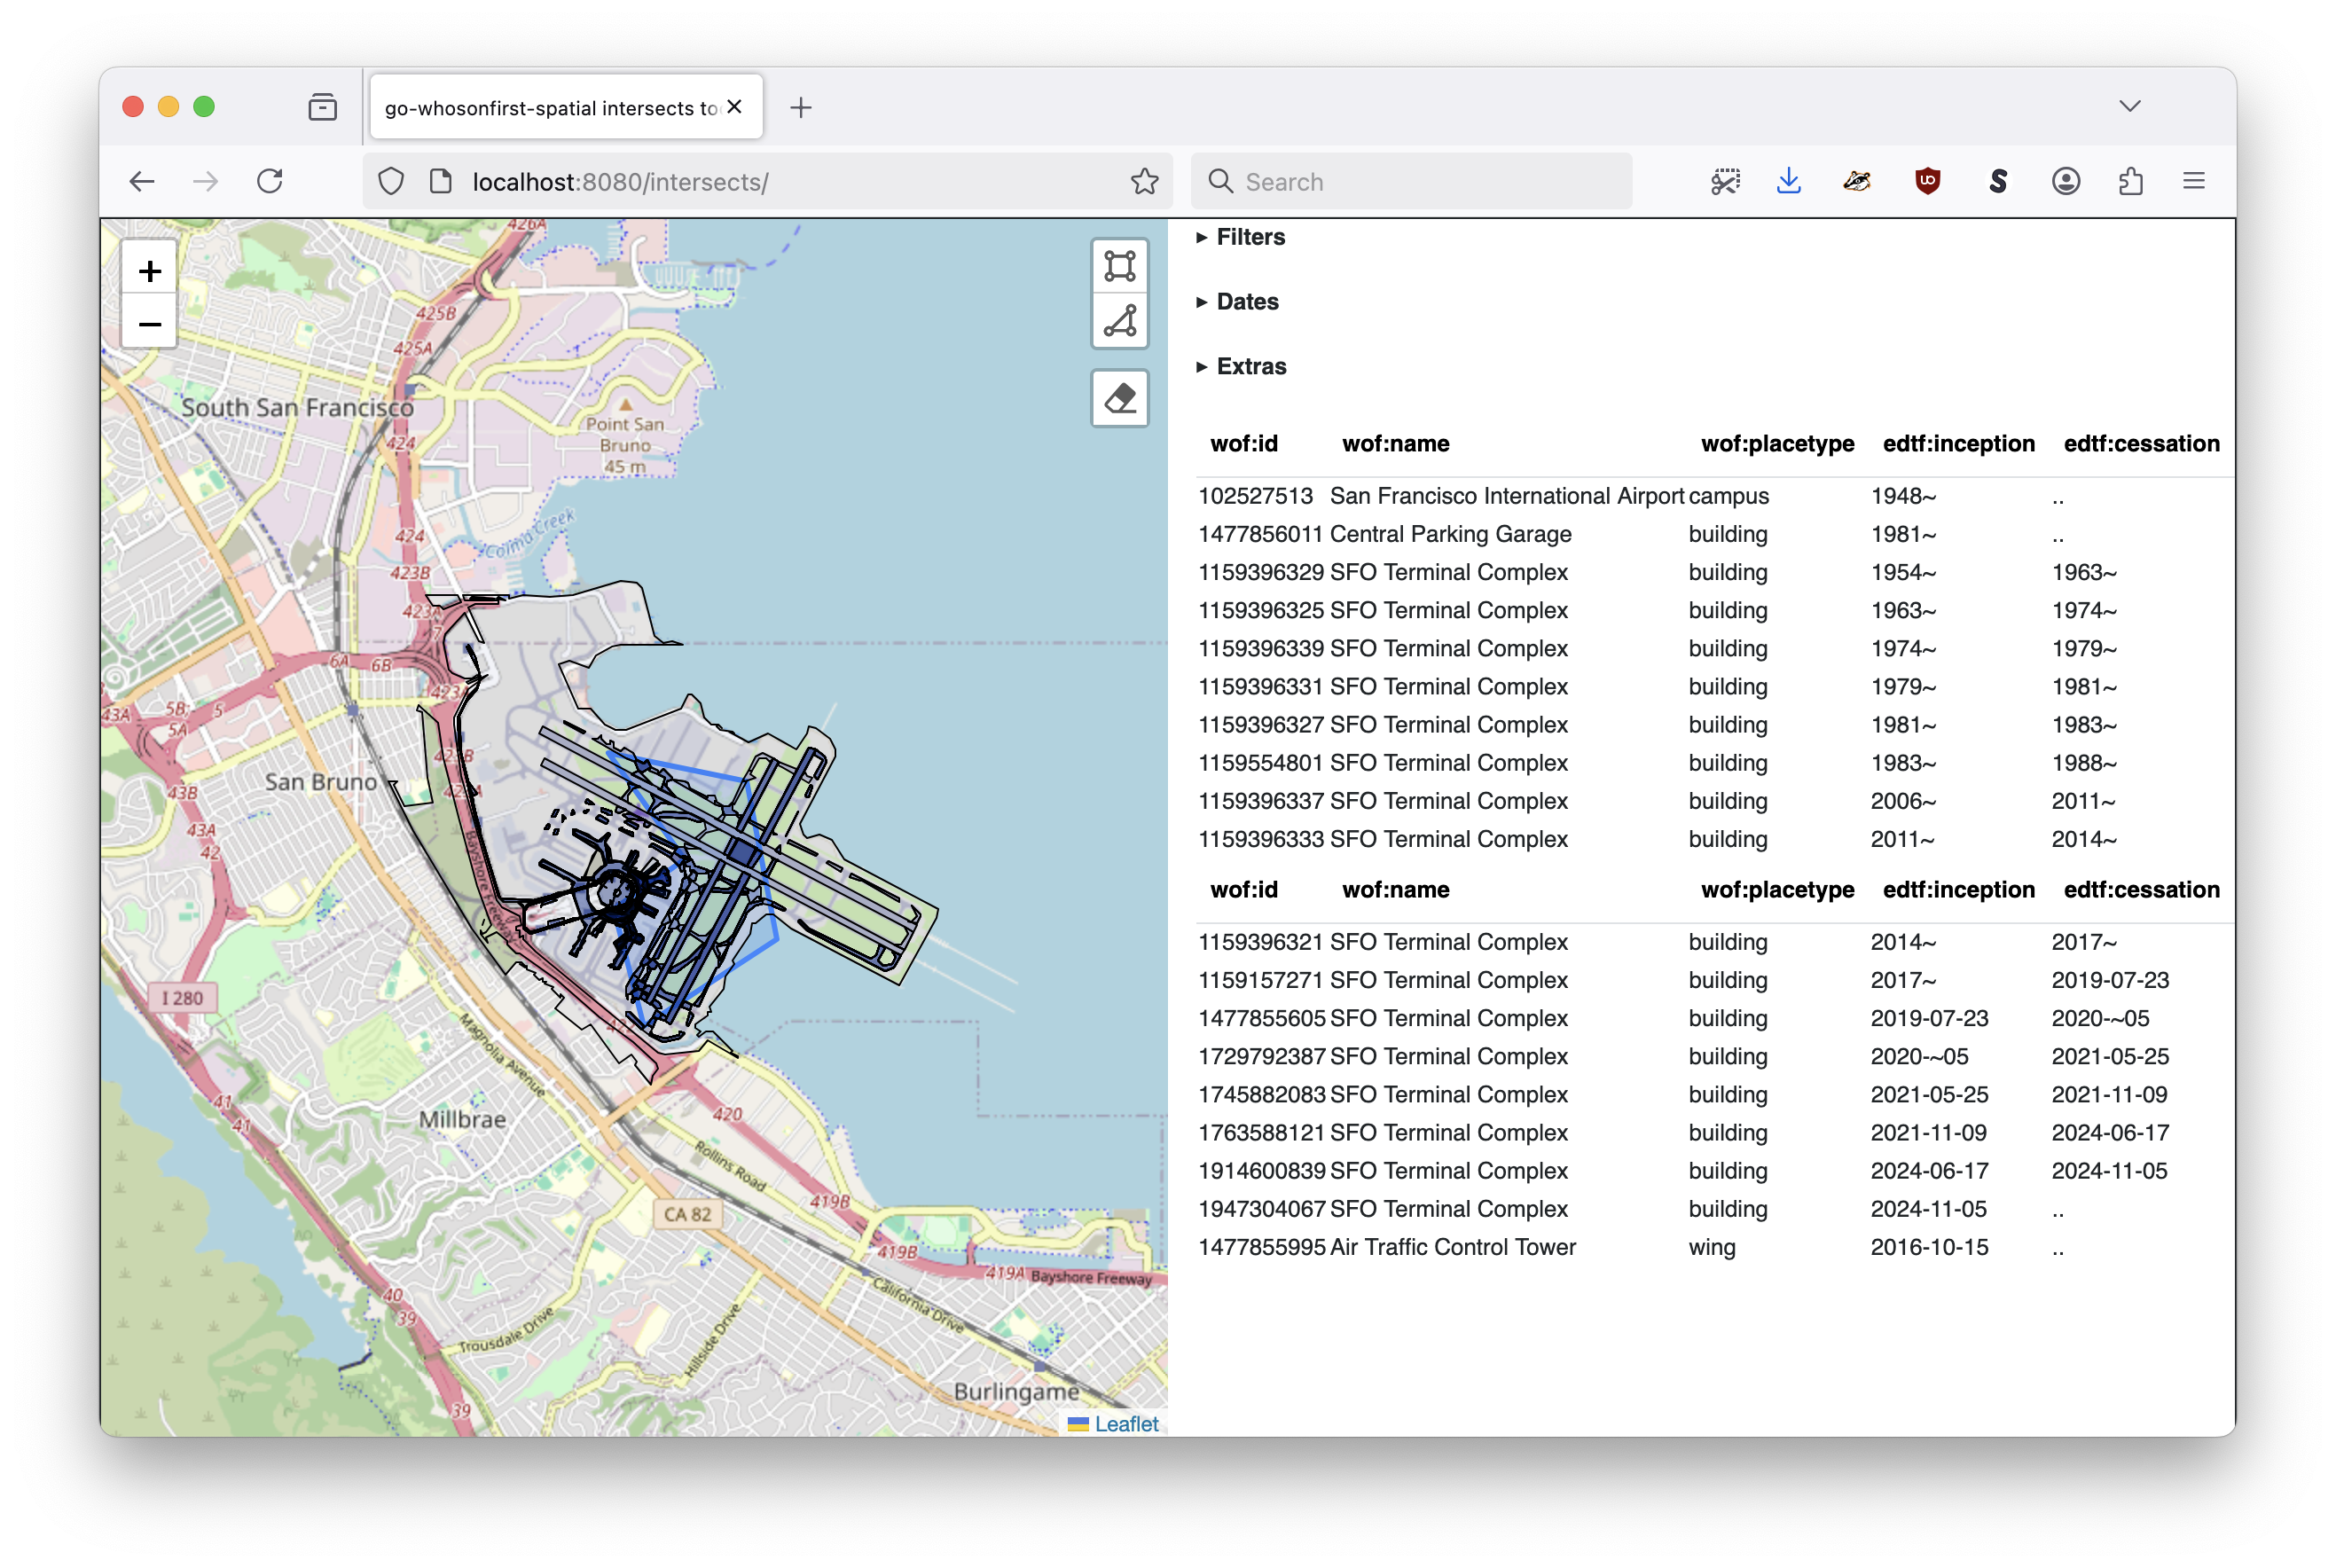 go-whosonfirst-spatial intersects to
localhost:8080/intersects/
Search
426A
425B
425A
South San Francisco
424
Point San
Bruno
45 m
Colma Creek
424
423B
423A
7
6A 6B
423A
43A
5B;
5A
5
423B
San Bruno
43B
43A
42
Bayshore Freeway
I 280
422
Magnolia Avenue
41
41
Millbrae
420
Rollins Road
419B
CA 82
419B
419A
Bayshore Freeway
California Drive
40
39
Trousdale Drive
Hillside Drive
Burlingame
39
Leaflet
Filters
Dates
Extras
wof:id wof:name wof:placetype edtf:inception edtf:cessation
102527513 San Francisco International Airport campus 1948~ ..
1477856011 Central Parking Garage building 1981~ ..
1159396329 SFO Terminal Complex building 1954~ 1963~
1159396325 SFO Terminal Complex building 1963~ 1974~
1159396339 SFO Terminal Complex building 1974~ 1979~
1159396331 SFO Terminal Complex building 1979~ 1981~
1159396327 SFO Terminal Complex building 1981~ 1983~
1159554801 SFO Terminal Complex building 1983~ 1988~
1159396337 SFO Terminal Complex building 2006~ 2011~
1159396333 SFO Terminal Complex building 2011~ 2014~
wof:id wof:name wof:placetype edtf:inception edtf:cessation
1159396321 SFO Terminal Complex building 2014~ 2017~
1159157271 SFO Terminal Complex building 2017~ 2019-07-23
1477855605 SFO Terminal Complex building 2019-07-23 2020-~05
1729792387 SFO Terminal Complex building 2020-~05 2021-05-25
1745882083 SFO Terminal Complex building 2021-05-25 2021-11-09
1763588121 SFO Terminal Complex building 2021-11-09 2024-06-17
1914600839 SFO Terminal Complex building 2024-06-17 2024-11-05
1947304067 SFO Terminal Complex building 2024-11-05 ..
1477855995 Air Traffic Control Tower wing 2016-10-15 ..